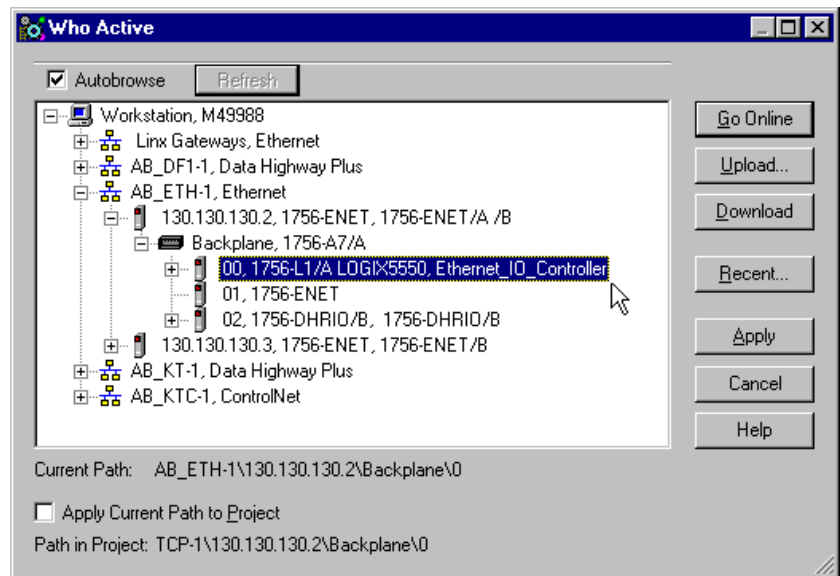 Who Active
Autobrowse Refresh
Workstation, M49988
Linx Gateways, Ethernet
AB_DF1-1, Data Highway Plus
AB_ETH-1, Ethernet
130.130.130.2, 1756-ENET, 1756-ENET/A /B
Backplane, 1756-A7/A
00, 1756-L1/A LOGIX5550, Ethernet_IO_Controller
01, 1756-ENET
02, 1756-DHRIO/B, 1756-DHRIO/B
130.130.130.3, 1756-ENET, 1756-ENET/B
AB_KT-1, Data Highway Plus
AB_KTC-1, ControlNet
Go Online
Upload...
Download
Recent...
Apply
Cancel
Help
Current Path: AB_ETH-1\130.130.130.2\Backplane\0
Apply Current Path to Project
Path in Project: TCP-1\130.130.130.2\Backplane\0